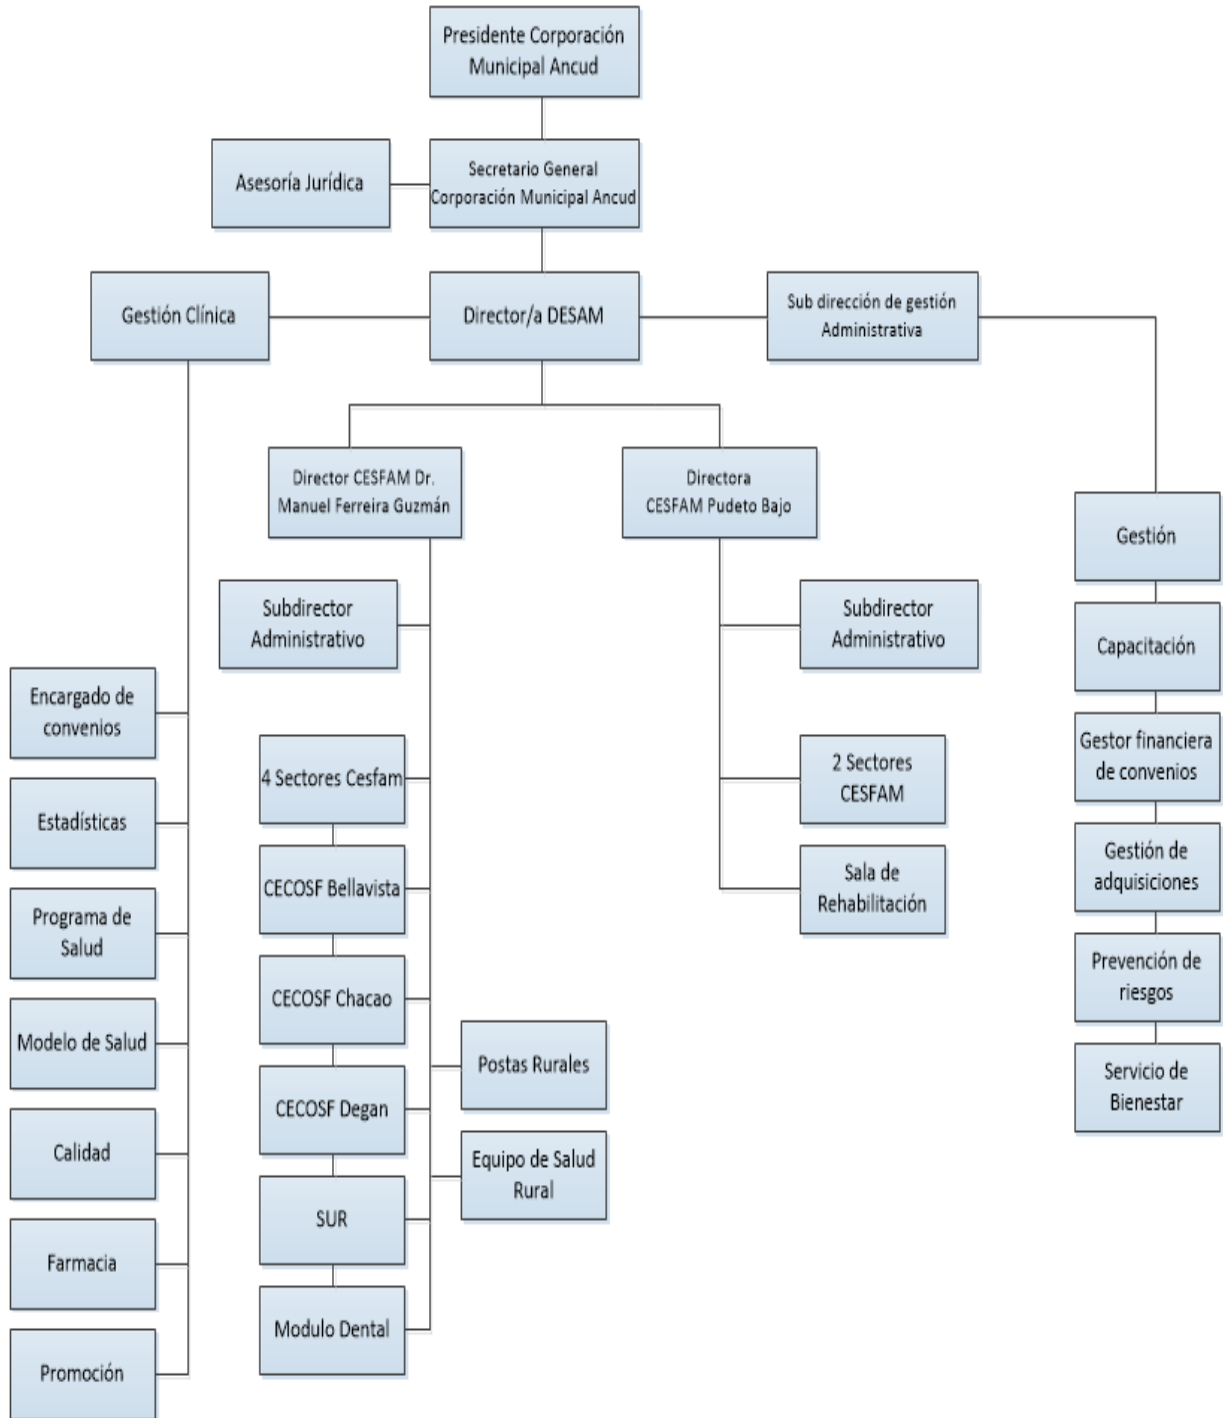 Presidente Corporación
Municipal Ancud
Asesoría Jurídica
Secretario General
Corporación Municipal Ancud
Gestión Clínica
Director/a DESAM
Sub dirección de gestión
Administrativa
Director CESFAM Dr.
Manuel Ferreira Guzmán
Directora
CESFAM Pudeto Bajo
Gestión
Subdirector
Administrativo
Subdirector
Administrativo
Capacitación
Encargado de
convenios
4 Sectores Cesfam
2 Sectores
CESFAM
Gestor financiera
de convenios
Estadísticas
CECOSF Bellavista
Sala de
Rehabilitación
Gestión de
adquisiciones
Programa de
Salud
CECOSF Chacao
Prevención de
riesgos
Modelo de Salud
Postas Rurales
CECOSF Degan
Servicio de
Bienestar
Calidad
Equipo de Salud
Rural
SUR
Farmacia
Modulo Dental
Promoción